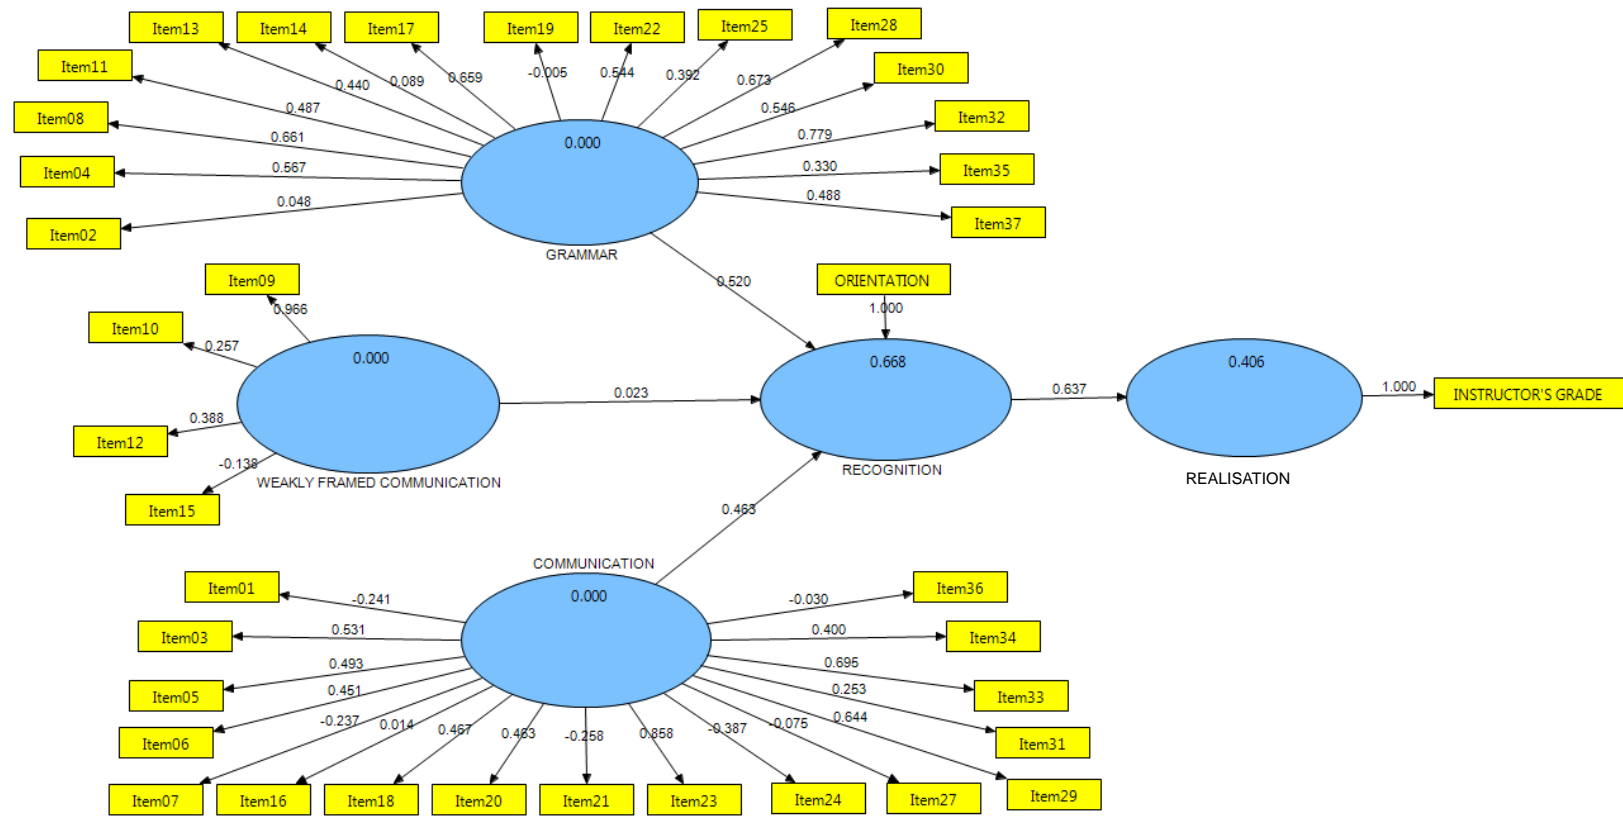 Item13
Item14
Item17
Item19
Item22
Item25
Item28
Item11
Item30
Item08
Item32
Item04
Item35
Item02
Item37
0.440
0.089
0.659
-0.005
0.544
0.392
0.673
0.487
0.546
0.661
0.779
0.567
0.330
0.048
0.488
0.000
GRAMMAR
0.520
Item09
ORIENTATION
0.966
1.000
Item10
0.257
0.000
0.668
0.406
0.023
0.637
1.000
INSTRUCTOR'S GRADE
0.388
Item12
-0.138
WEAKLY FRAMED COMMUNICATION
RECOGNITION
REALISATION
Item15
0.463
COMMUNICATION
0.000
Item01
-0.241
-0.030
Item36
Item03
0.531
0.400
Item34
0.493
0.695
Item05
0.451
0.253
Item33
-0.237
0.014
0.467
0.463
-0.258
0.858
-0.387
-0.075
0.644
Item06
Item31
Item07
Item16
Item18
Item20
Item21
Item23
Item24
Item27
Item29